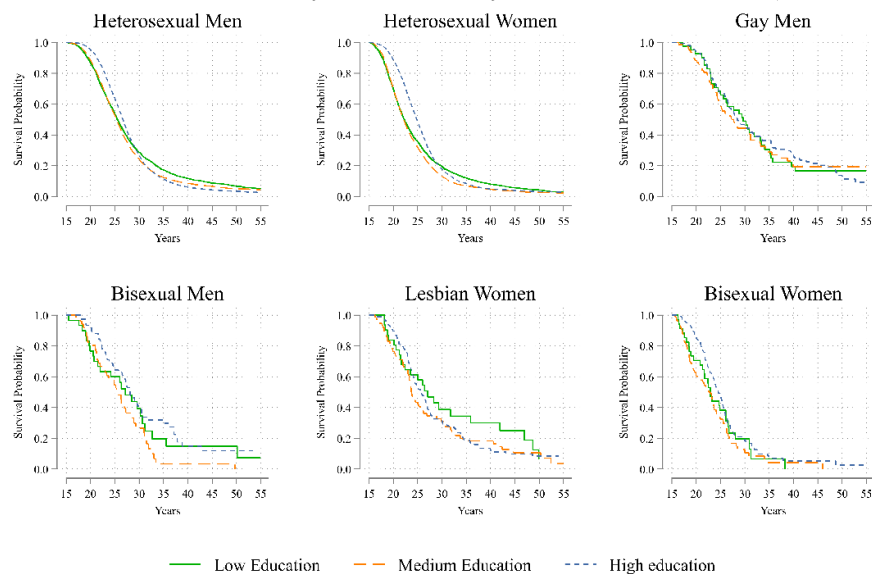 Heterosexual Men
Heterosexual Women
Gay Men
Survival Probability
1.0
0.8
0.6
0.4
0.2
0.0
15 20 25 30 35 40 45 50 55
Years
Survival Probability
1.0
0.8
0.6
0.4
0.2
0.0
15 20 25 30 35 40 45 50 55
Years
Survival Probability
1.0
0.8
0.6
0.4
0.2
0.0
15 20 25 30 35 40 45 50 55
Years
Bisexual Men
Lesbian Women
Bisexual Women
Survival Probability
1.0
0.8
0.6
0.4
0.2
0.0
15 20 25 30 35 40 45 50 55
Years
Survival Probability
1.0
0.8
0.6
0.4
0.2
0.0
15 20 25 30 35 40 45 50 55
Years
Survival Probability
1.0
0.8
0.6
0.4
0.2
0.0
15 20 25 30 35 40 45 50 55
Years
Low Education Medium Education High education